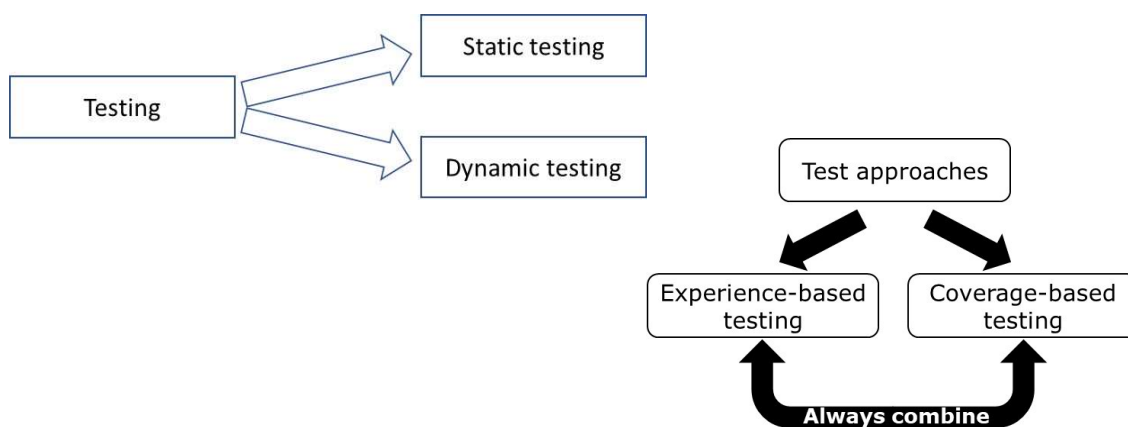 Static testing
Testing
Dynamic testing
Test approaches
Experience-based
testing
Coverage-based
testing
Always combine